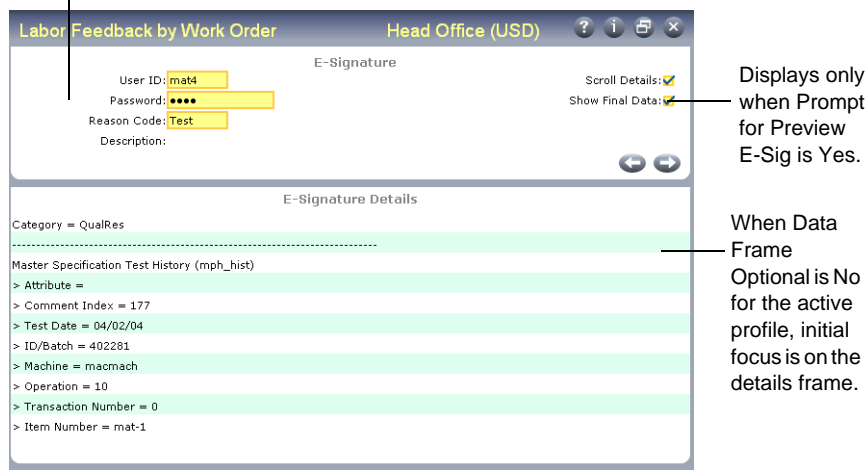 Labor Feedback by Work Order Head Office (USD)
E-Signature
User ID: mat4
Scroll Details:
Password: ●●●●
Show Final Data:
Reason Code: Test
Description:
Displays only
when Prompt
for Preview
E-Sig is Yes.
E-Signature Details
Category = QualRes
-----------------------------------------------------------------------------
Master Specification Test History (mph_hist)
> Attribute =
> Comment Index = 177
> Test Date = 04/02/04
> ID/Batch = 402281
> Machine = macmach
> Operation = 10
> Transaction Number = 0
> Item Number = mat-1
When Data
Frame
Optional is No
for the active
profile, initial
focus is on the
details frame.